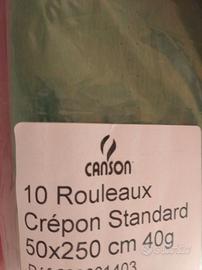 CANSON
10 Rouleaux
Crépon Standard
50x250 cm 40g